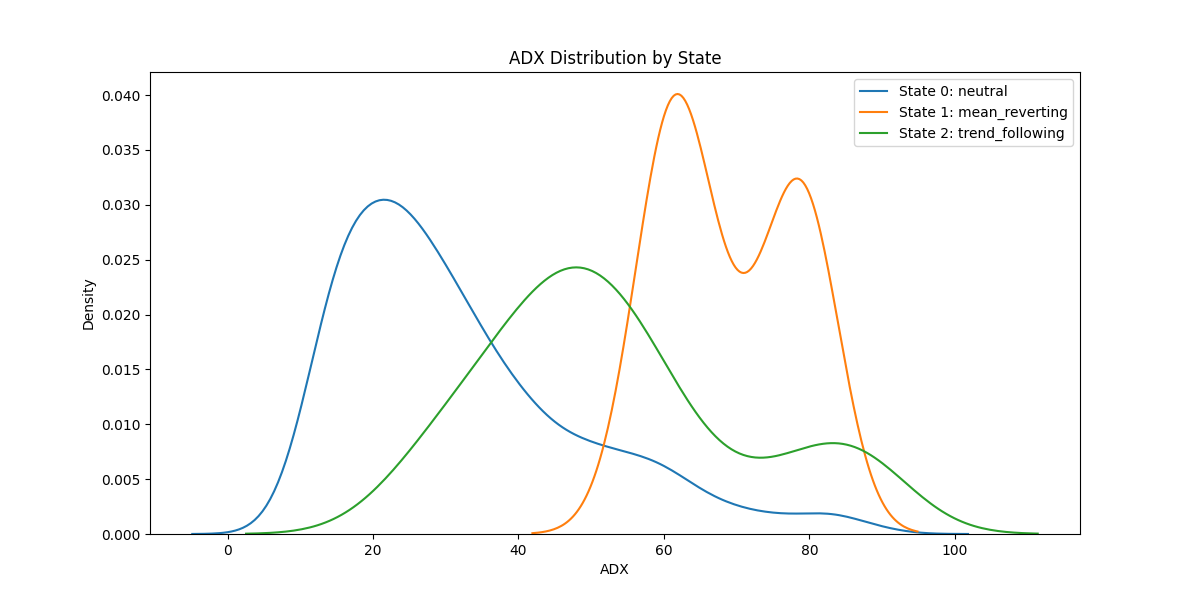 ADX Distribution by State
State 0: neutral
State 1: mean_reverting
State 2: trend_following
Density
0.040
0.035
0.030
0.025
0.020
0.015
0.010
0.005
0.000
0 20 40 60 80 100
ADX